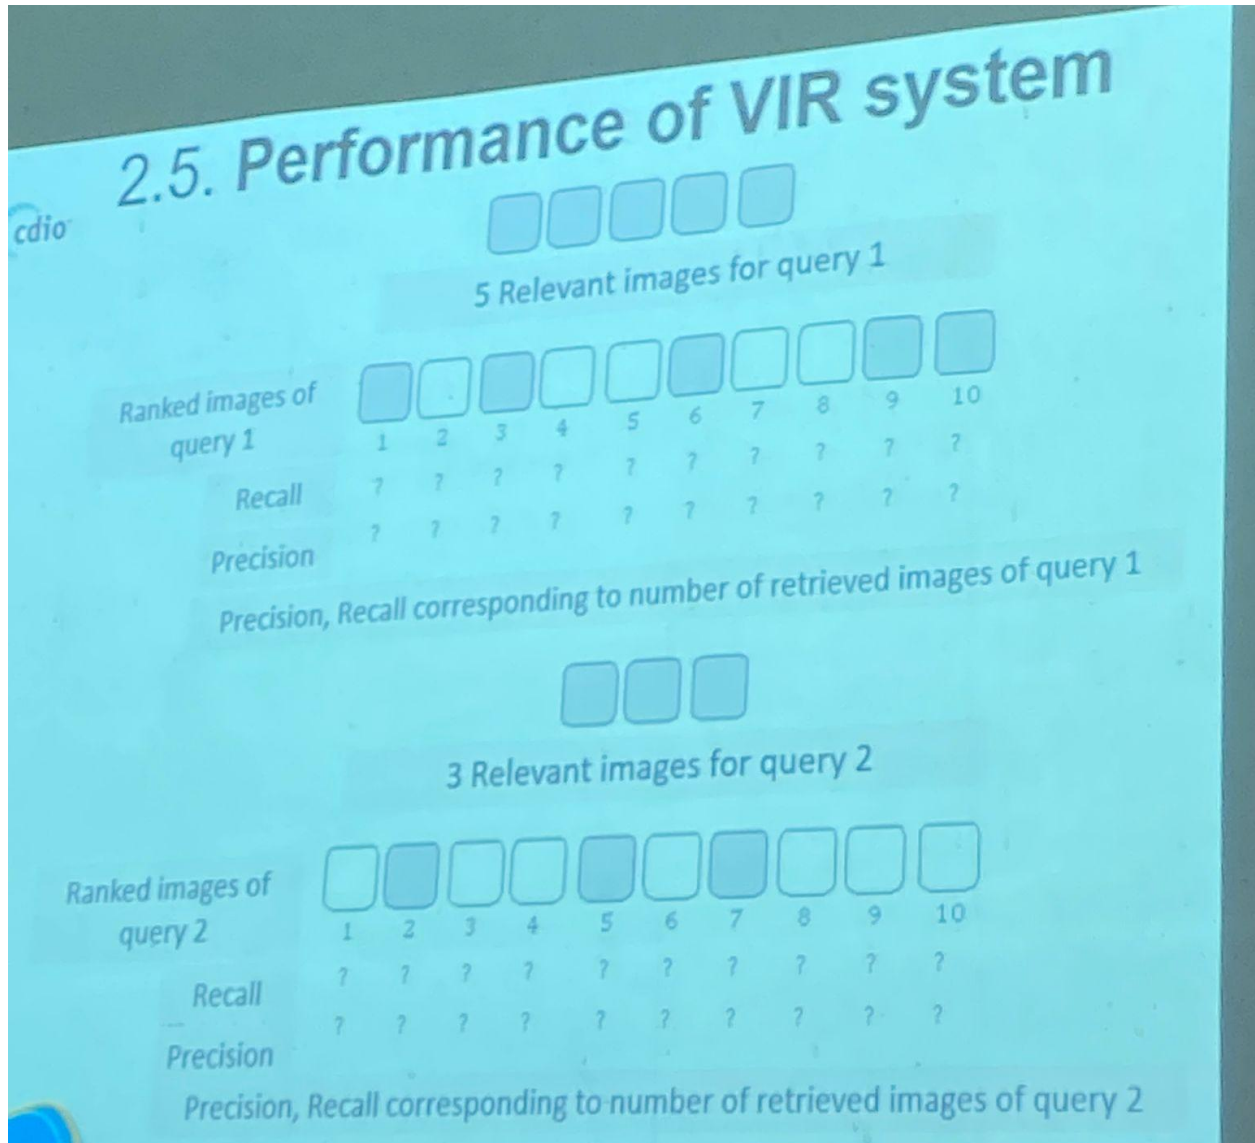 2.5. Performance of VIR system
cdio
5 Relevant images for query 1
Ranked images of
query 1
1 2 3 4 5 6 7 8 9 10
Recall
? ? ? ? ? ? ? ? ? ?
Precision
? ? ? ? ? ? ? ? ? ?
Precision, Recall corresponding to number of retrieved images of query 1
3 Relevant images for query 2
Ranked images of
query 2
1 2 3 4 5 6 7 8 9 10
Recall
? ? ? ? ? ? ? ? ? ?
Precision
? ? ? ? ? ? ? ? ? ?
Precision, Recall corresponding to number of retrieved images of query 2